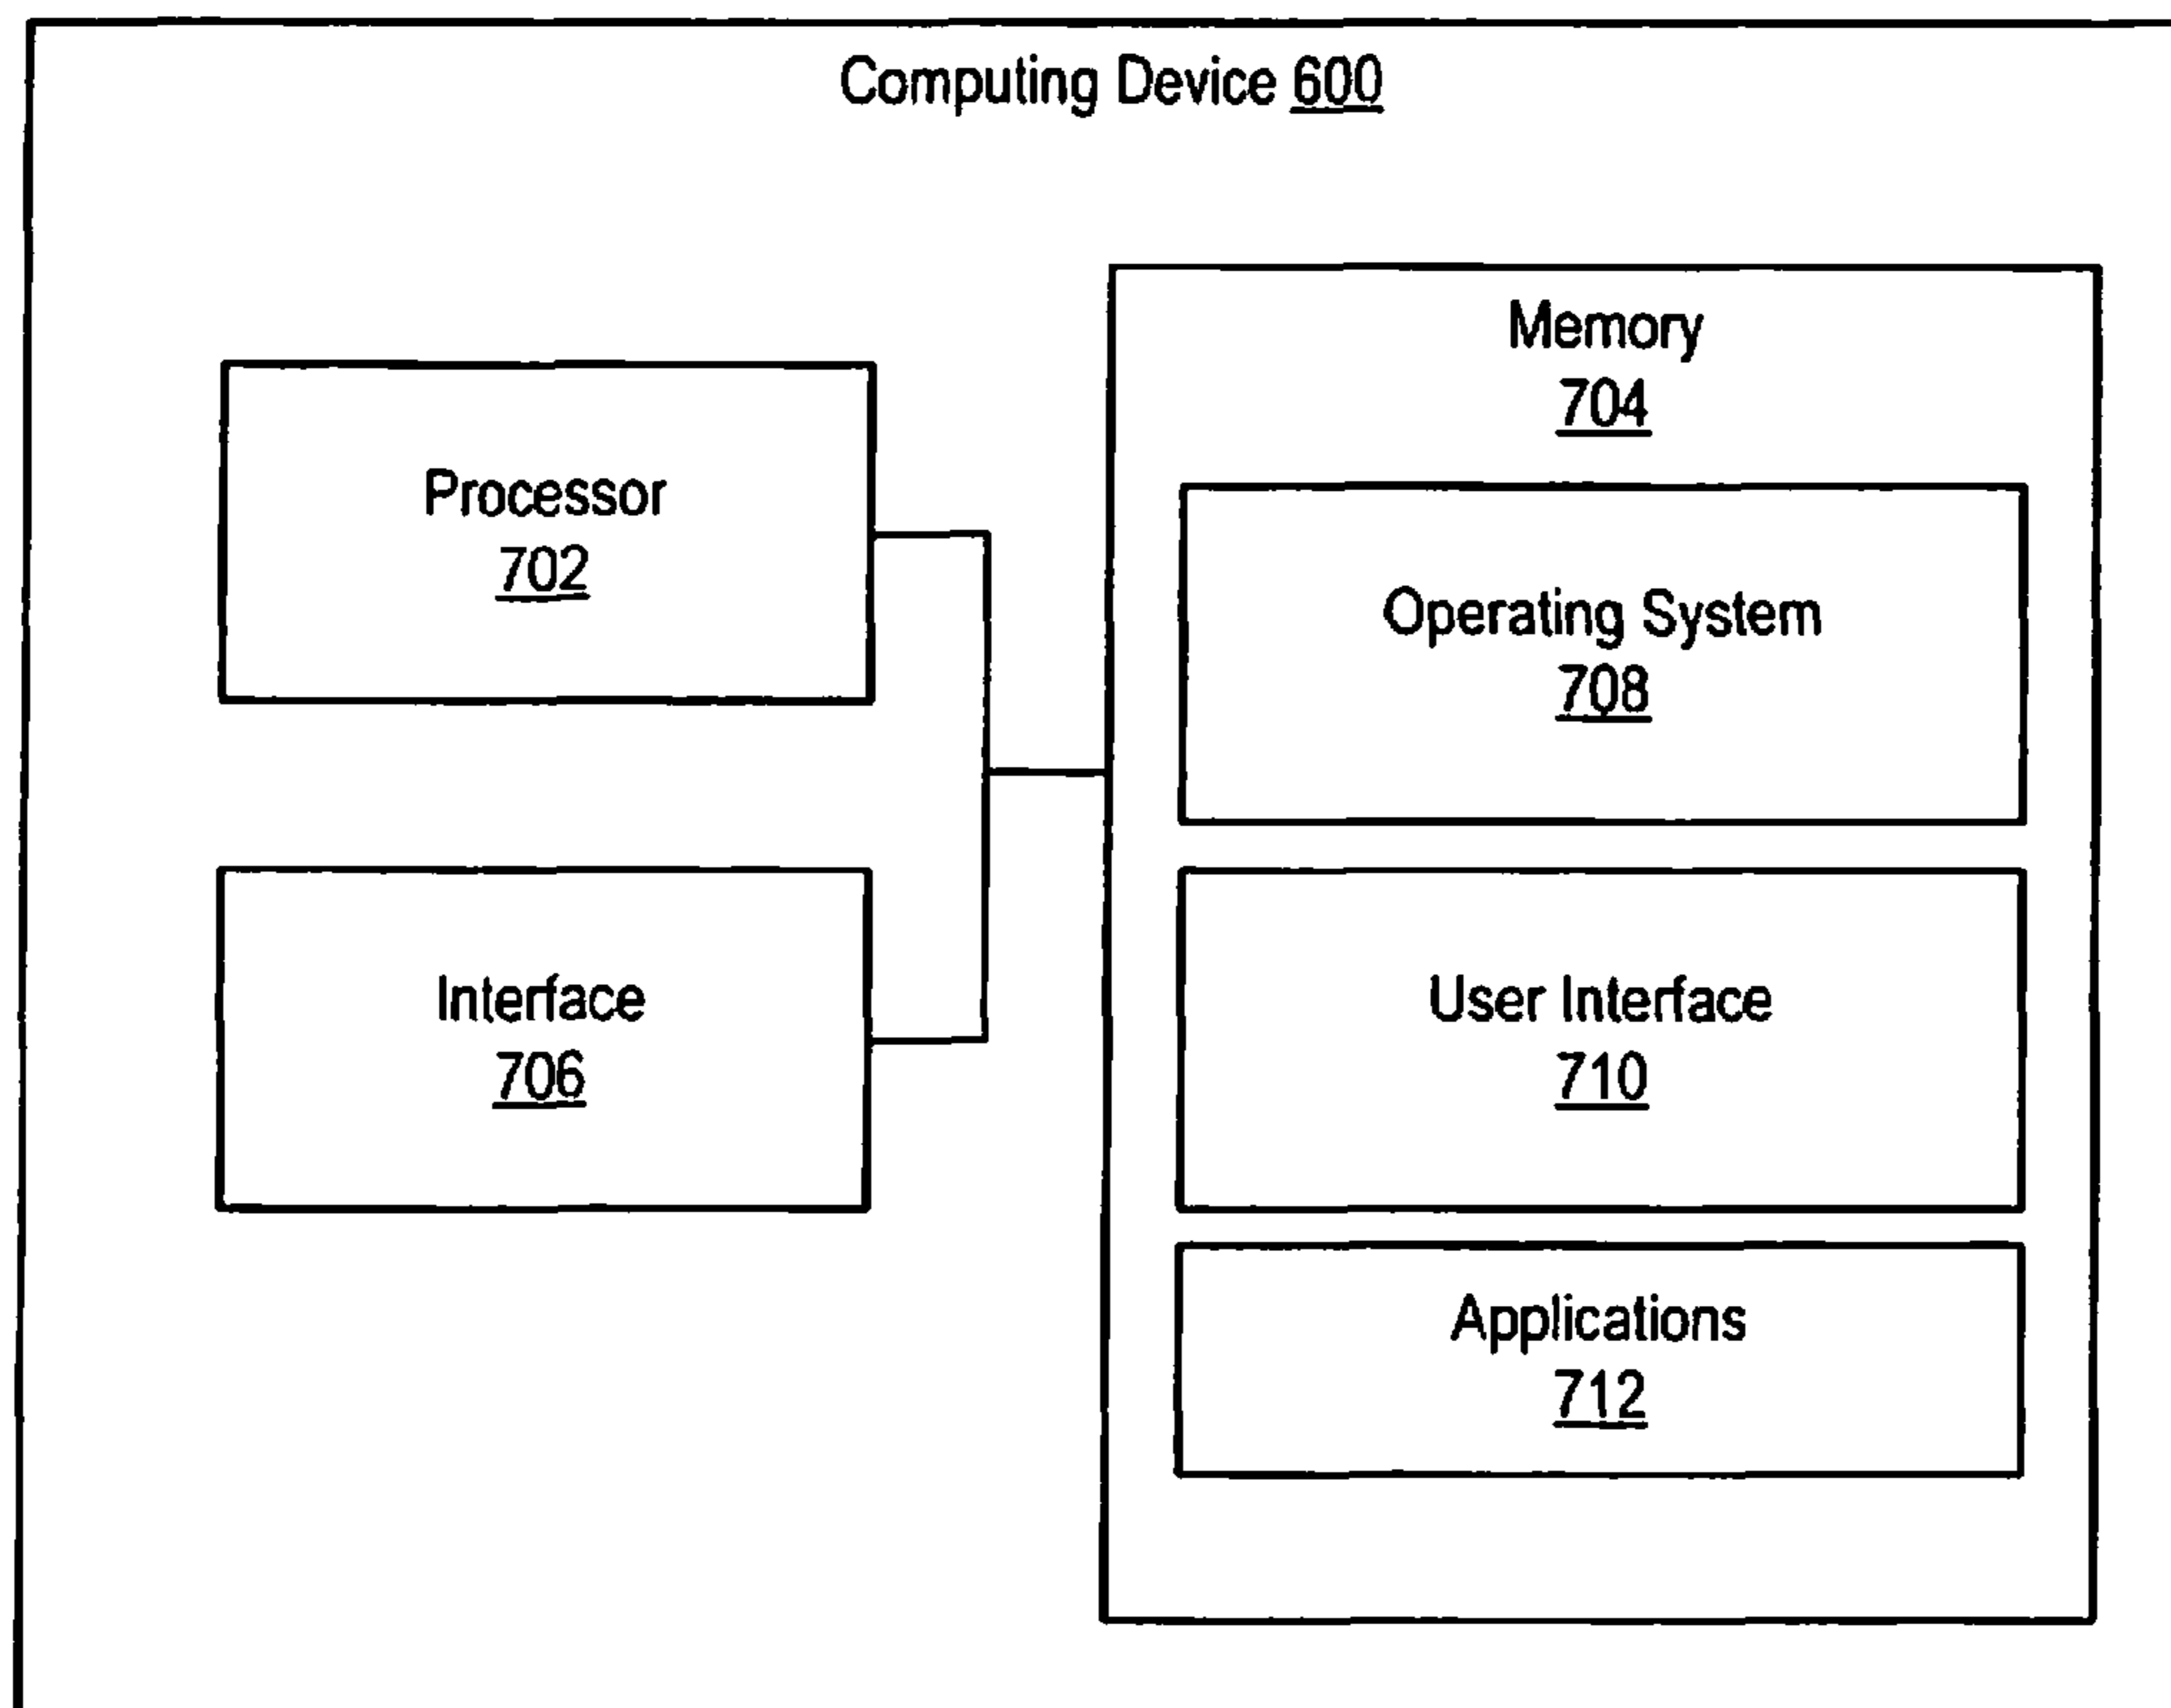 Computing Device 600
Processor
702
Interface
706
Memory
704
Operating System
708
User Interface
710
Applications
712